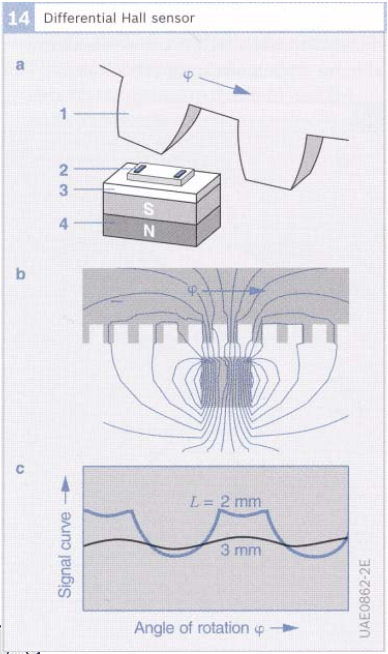 14 Differential Hall sensor
a
φ
1
2
3
4
S
N
b
φ
c
Signal curve
L = 2 mm
3 mm
Angle of rotation φ
UAE0862-2E